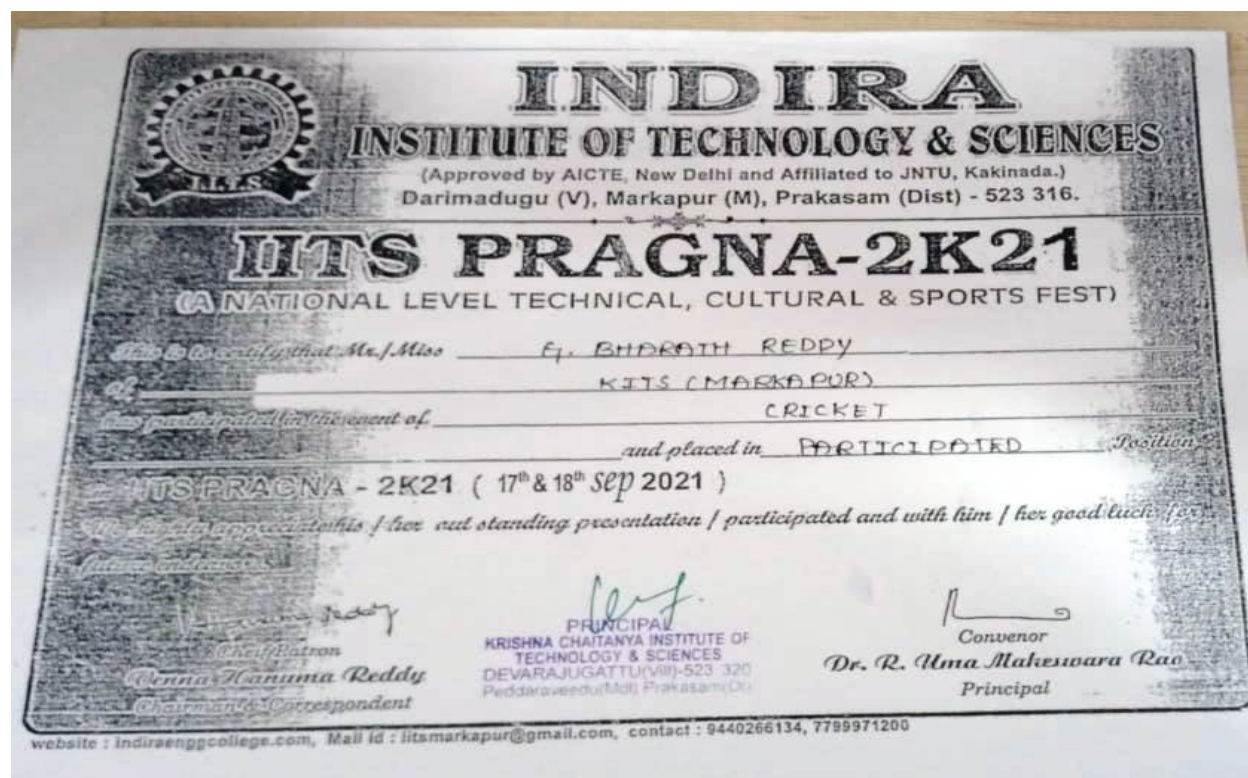 INDIRA
INSTITUTE OF TECHNOLOGY & SCIENCES
I.I.T.S
(Approved by AICTE, New Delhi and Affiliated to JNTU, Kakinada.)
Darimadugu (V), Markapur (M), Prakasam (Dist) - 523 316.
IITS PRAGNA-2K21
(A NATIONAL LEVEL TECHNICAL, CULTURAL & SPORTS FEST)
This is to certify that Mr./Miss G. BHARATH REDDY
of KITS (MARKAPUR)
has participated in the event of CRICKET
and placed in PARTICIPATED Position
IITS PRAGNA - 2K21 ( 17th & 18th Sep 2021 )
appreciate his / her out standing presentation / participated and with him / her good luck for
future
PRINCIPAL
KRISHNA CHAITANYA INSTITUTE OF
TECHNOLOGY & SCIENCES
DEVARAJUGATTU(Vill)-523 320
Peddaraveedu(Mdl) Prakasam(Dt)
Cheif Patron
Venna Hanuma Reddy
Chairman & Correspondent
Convenor
Dr. R. Uma Maheswara Rao
Principal
website : indiraenggcollege.com, Mail id : iitsmarkapur@gmail.com, contact : 9440266134, 7799971200